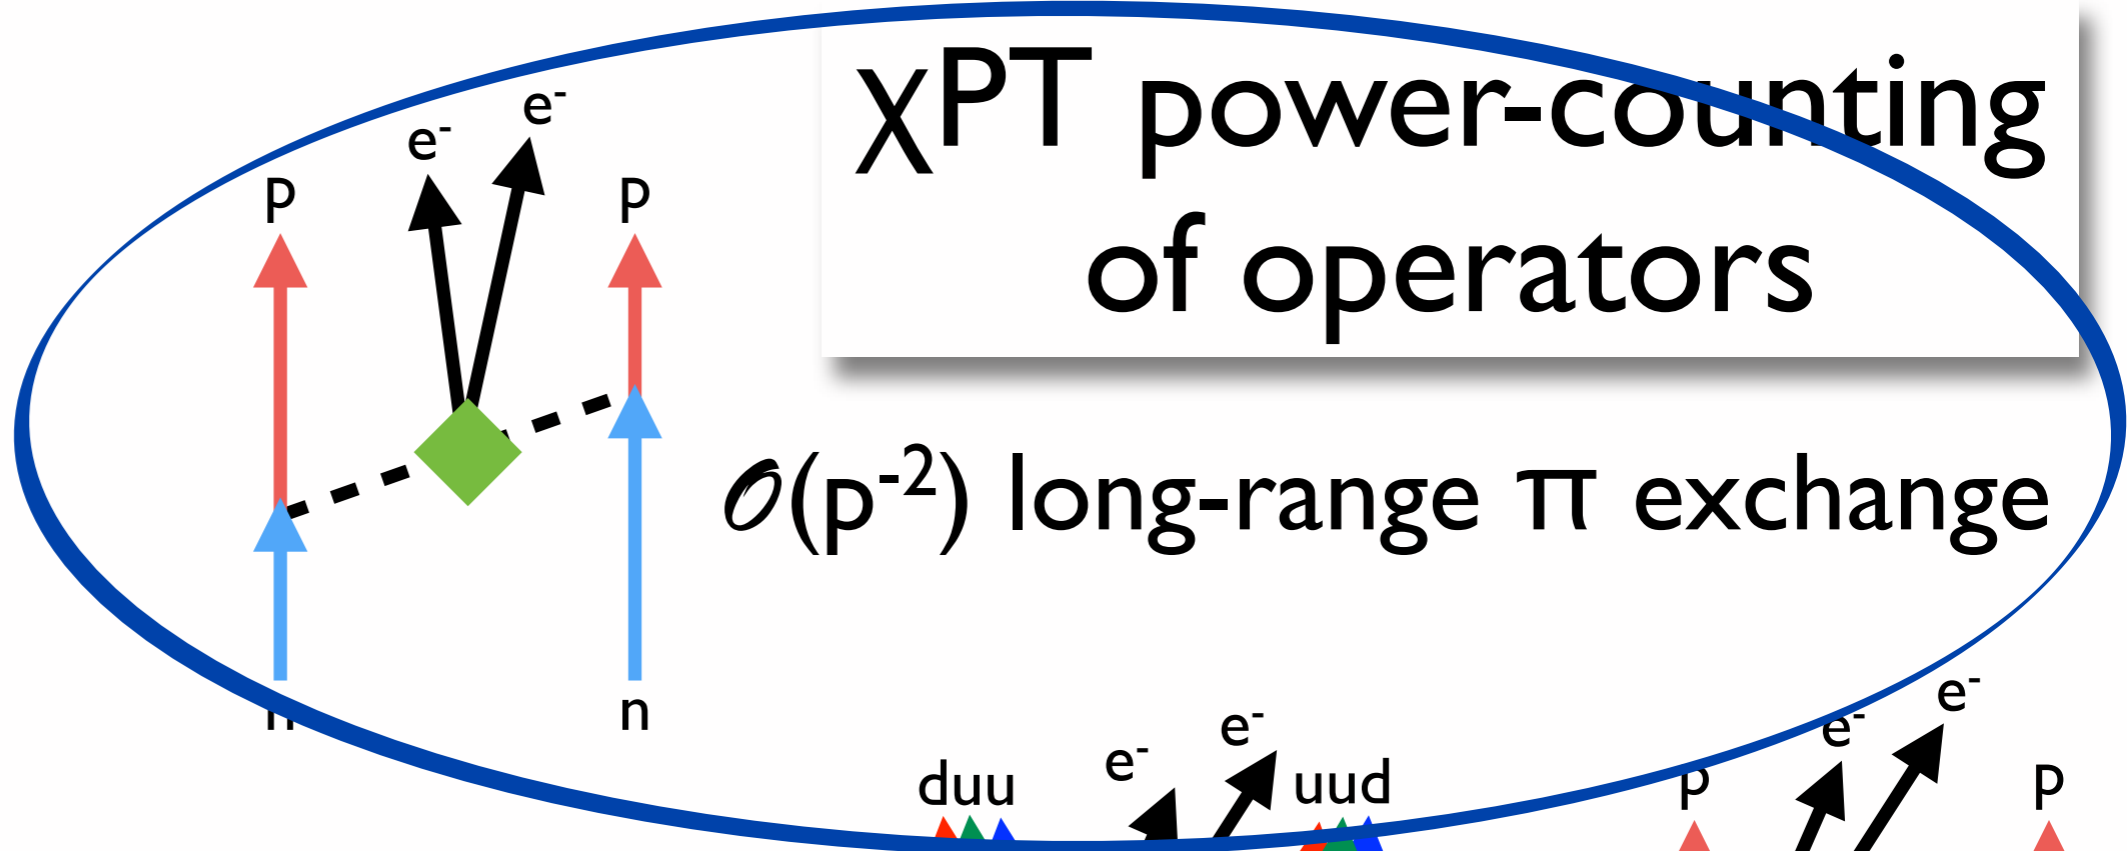 χPT power-counting
of operators
e⁻ e⁻
p p
𝒪(p⁻²) long-range π exchange
n n
e⁻ e⁻ e⁻ e⁻
duu uud p p